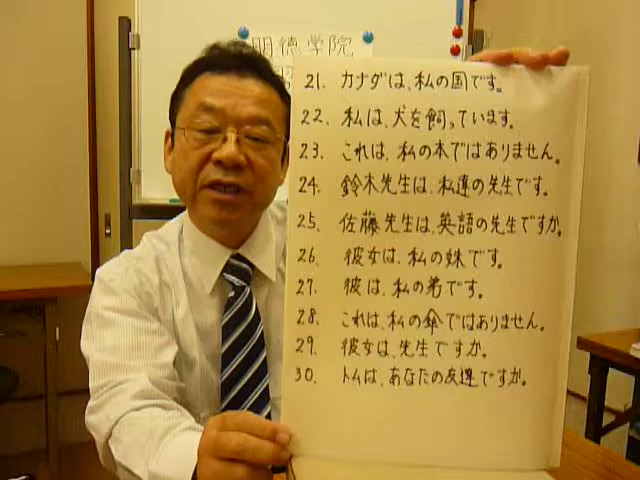 明徳学院
21. カナダは、私の国です。
22. 私は、犬を飼っています。
23. これは、私の本ではありません。
24. 鈴木先生は、私達の先生です。
25. 佐藤先生は、英語の先生ですか。
26. 彼女は、私の妹です。
27. 彼は、私の弟です。
28. これは、私の傘ではありません。
29. 彼女は、先生ですか。
30. トムは、あなたの友達ですか。